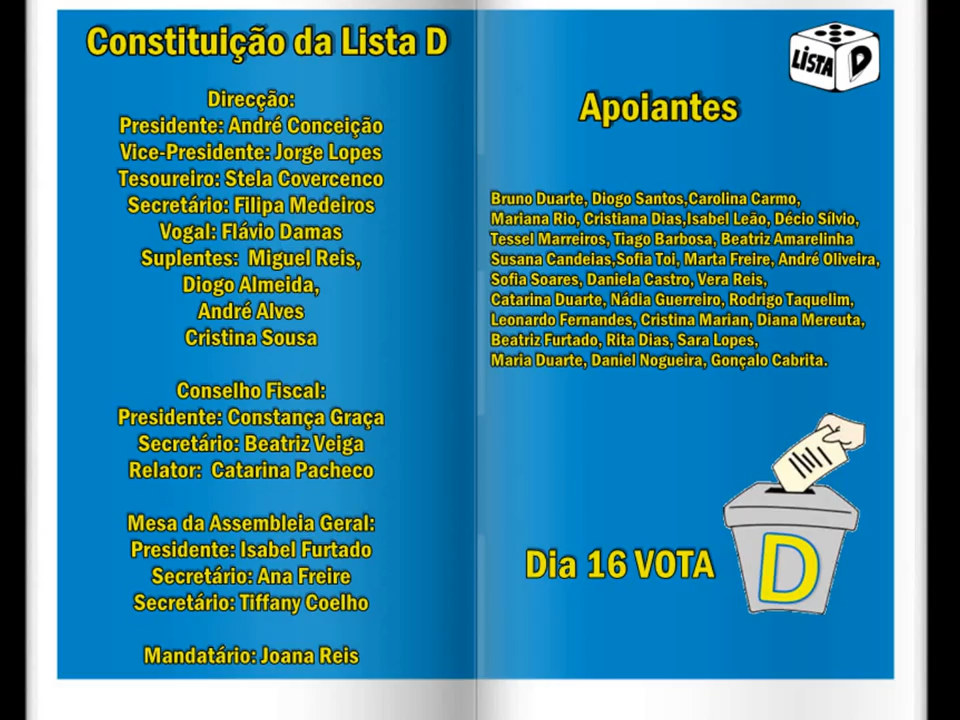 Constituição da Lista D
Direcção:
Presidente: André Conceição
Vice-Presidente: Jorge Lopes
Tesoureiro: Stela Covercenco
Secretário: Filipa Medeiros
Vogal: Flávio Damas
Suplentes: Miguel Reis,
Diogo Almeida,
André Alves
Cristina Sousa
Conselho Fiscal:
Presidente: Constança Graça
Secretário: Beatriz Veiga
Relator: Catarina Pacheco
Mesa da Assembleia Geral:
Presidente: Isabel Furtado
Secretário: Ana Freire
Secretário: Tiffany Coelho
Mandatário: Joana Reis
LISTA D
Apoiantes
Bruno Duarte, Diogo Santos,Carolina Carmo,
Mariana Rio, Cristiana Dias,Isabel Leão, Décio Sílvio,
Tessel Marreiros, Tiago Barbosa, Beatriz Amarelinha
Susana Candeias,Sofia Toi, Marta Freire, André Oliveira,
Sofia Soares, Daniela Castro, Vera Reis,
Catarina Duarte, Nádia Guerreiro, Rodrigo Taquelim,
Leonardo Fernandes, Cristina Marian, Diana Mereuta,
Beatriz Furtado, Rita Dias, Sara Lopes,
Maria Duarte, Daniel Nogueira, Gonçalo Cabrita.
Dia 16 VOTA
D